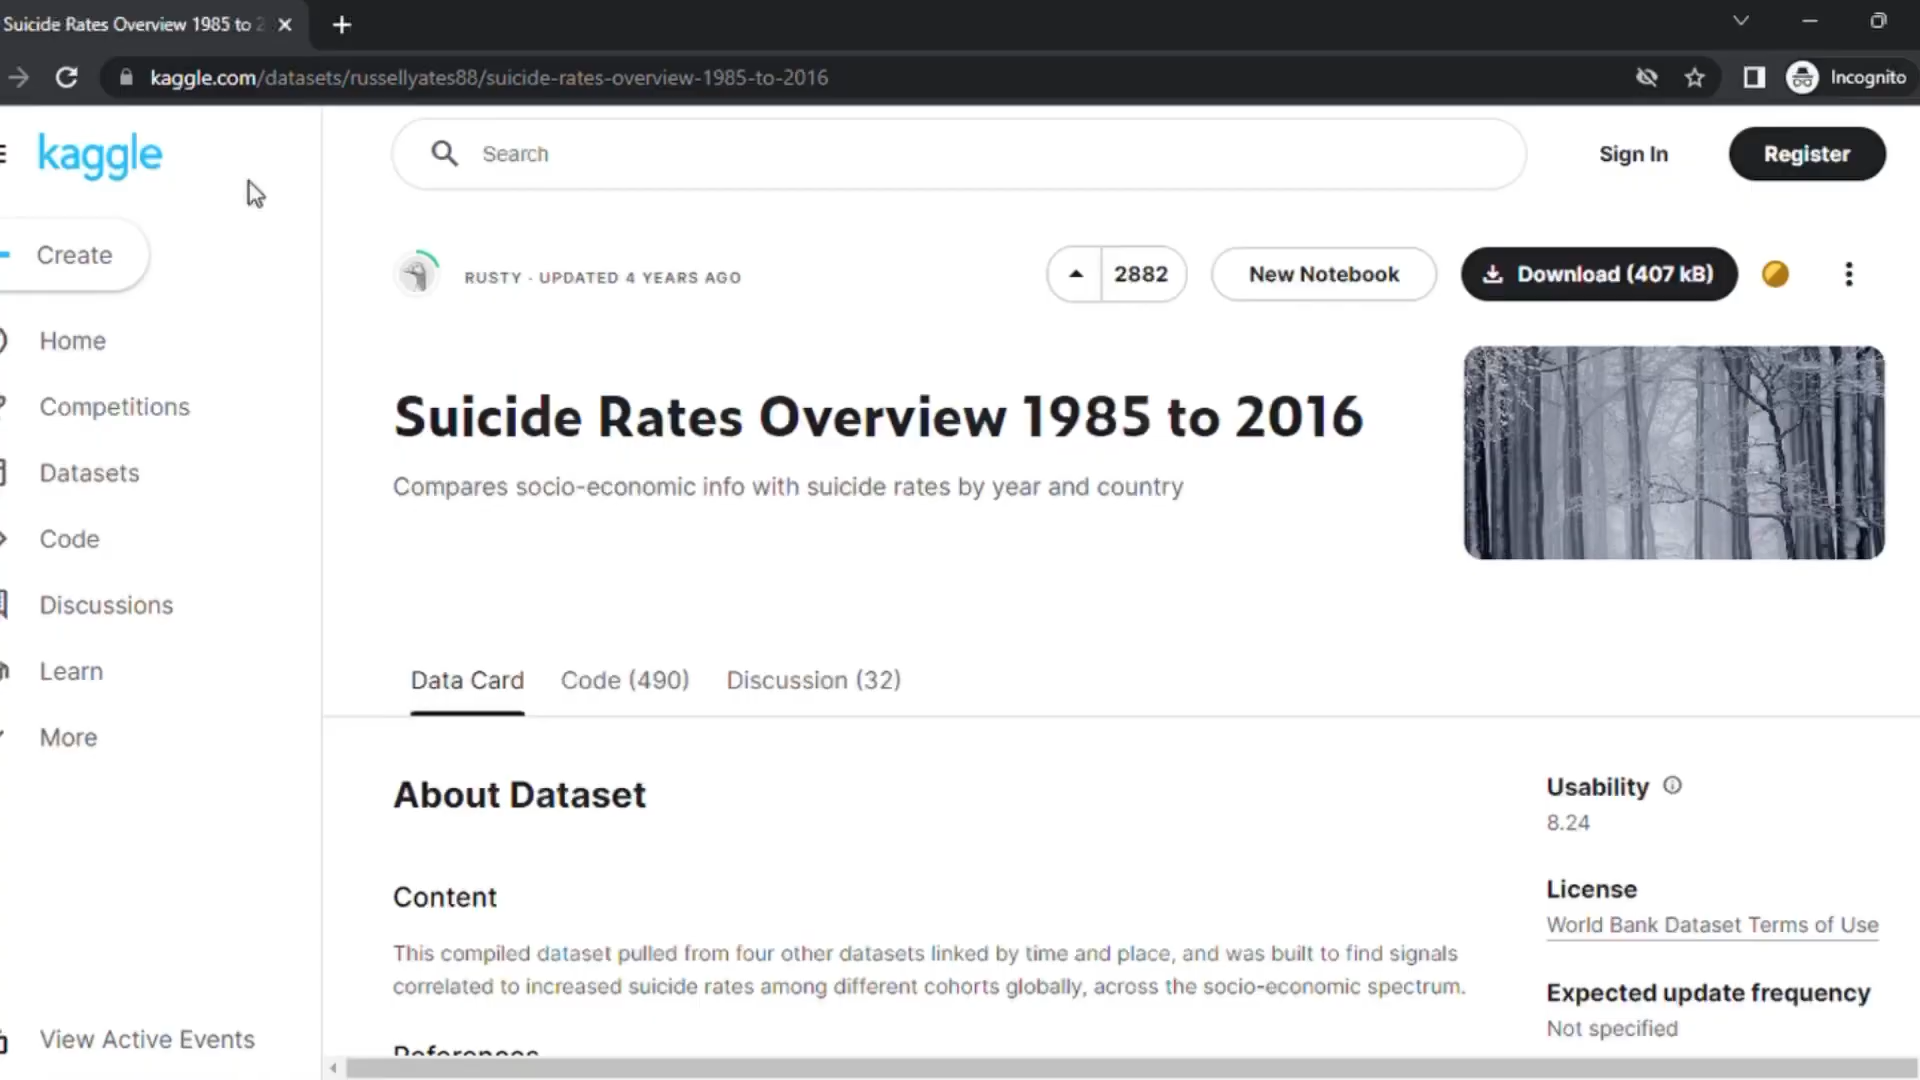 Suicide Rates Overview 1985 to 2
kaggle.com/datasets/russellyates88/suicide-rates-overview-1985-to-2016
Incognito
kaggle
Search
Sign In
Register
Create
RUSTY · UPDATED 4 YEARS AGO
2882
New Notebook
Download (407 kB)
Home
Competitions
Datasets
Code
Discussions
Learn
More
View Active Events
Suicide Rates Overview 1985 to 2016
Compares socio-economic info with suicide rates by year and country
Data Card
Code (490)
Discussion (32)
About Dataset
Content
This compiled dataset pulled from four other datasets linked by time and place, and was built to find signals
correlated to increased suicide rates among different cohorts globally, across the socio-economic spectrum.
References
Usability
8.24
License
World Bank Dataset Terms of Use
Expected update frequency
Not specified